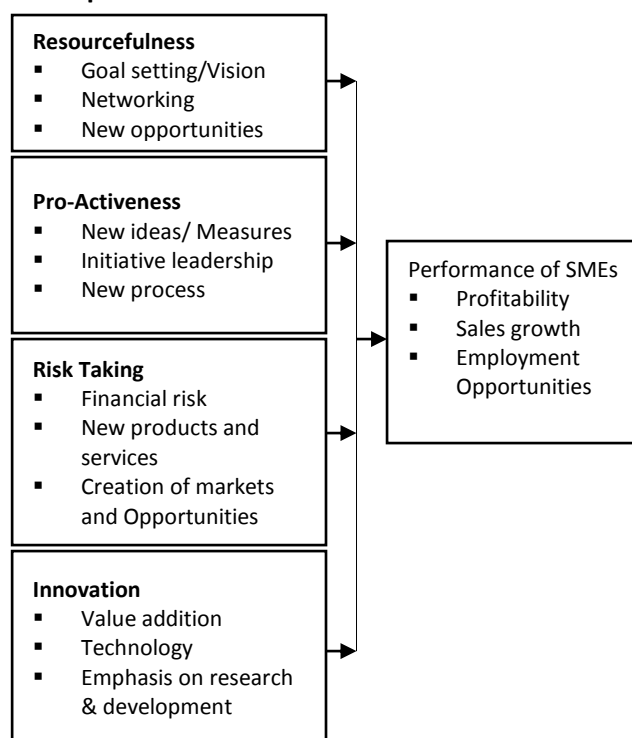 Resourcefulness
▪ Goal setting/Vision
▪ Networking
▪ New opportunities
Pro-Activeness
▪ New ideas/ Measures
▪ Initiative leadership
▪ New process
Risk Taking
▪ Financial risk
▪ New products and
services
▪ Creation of markets
and Opportunities
Innovation
▪ Value addition
▪ Technology
▪ Emphasis on research
& development
Performance of SMEs
▪ Profitability
▪ Sales growth
▪ Employment
Opportunities